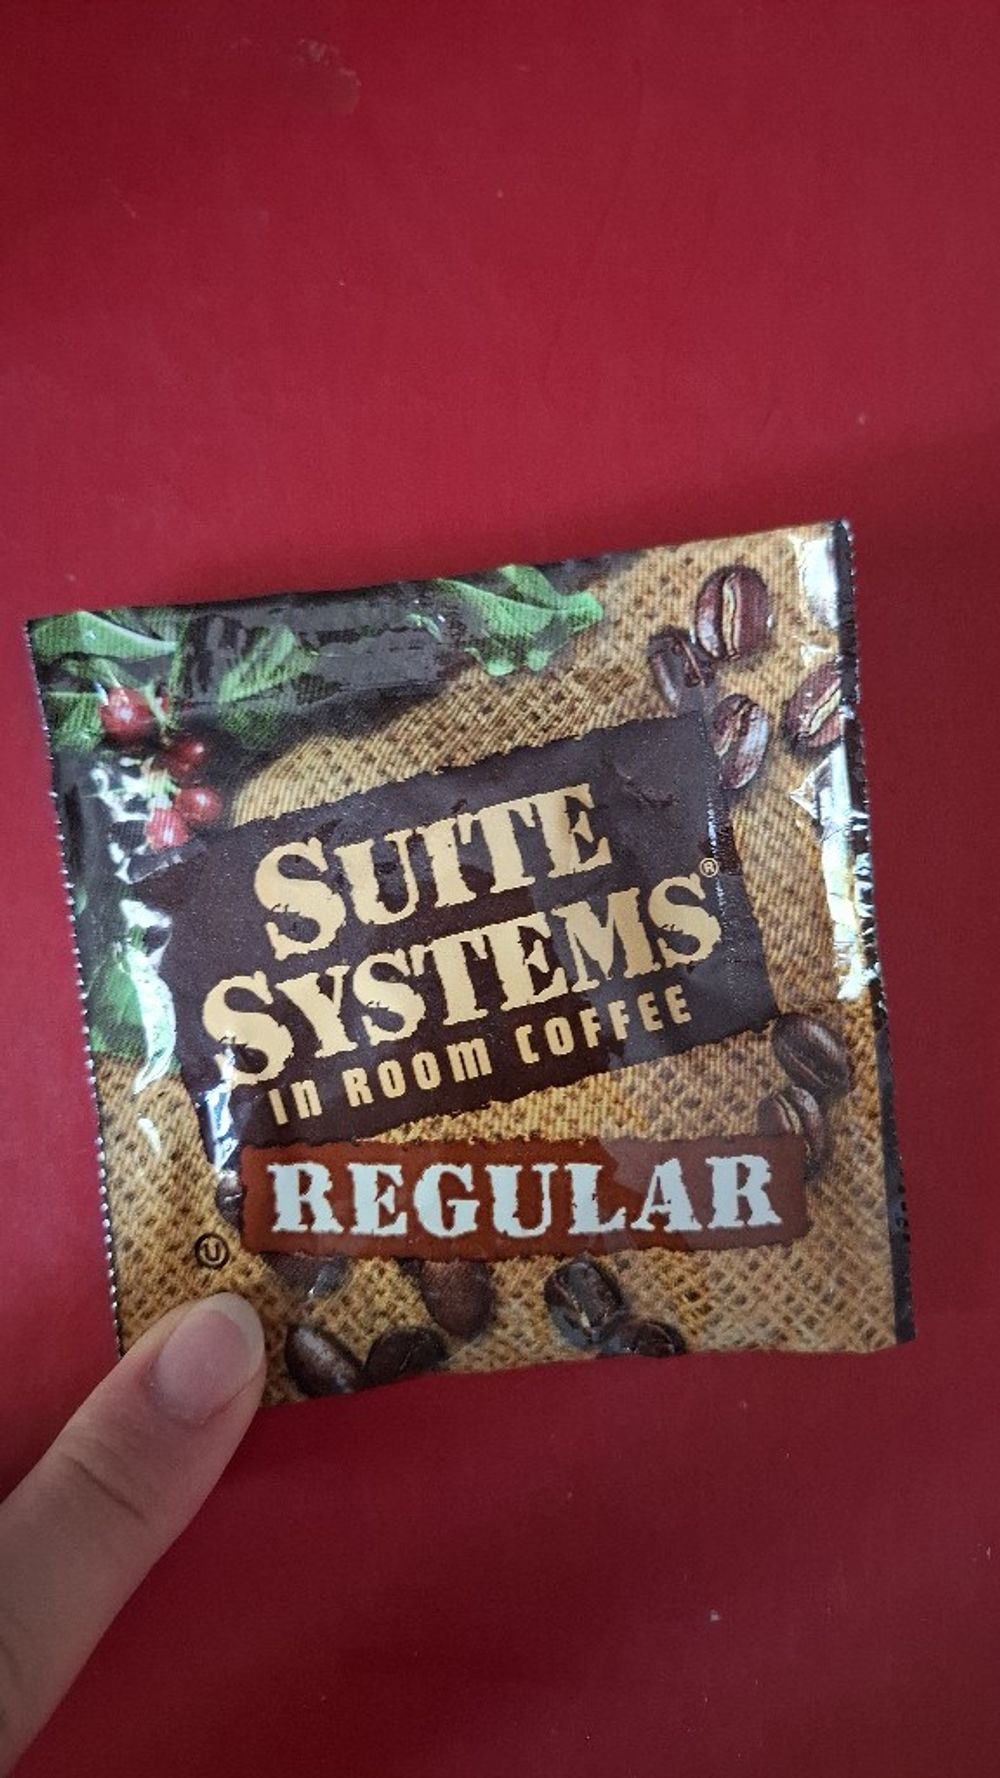 SUITE
SYSTEMS®
IN ROOM COFFEE
REGULAR
U